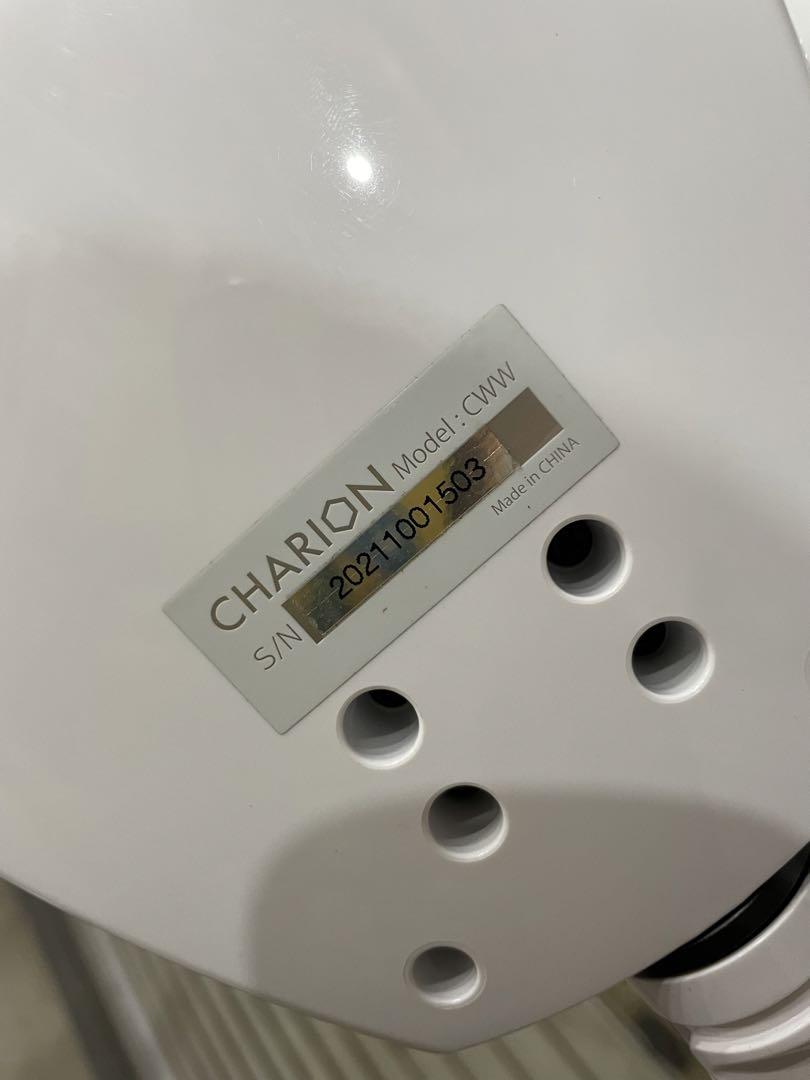 CHARION Model : CWW
S/N 20211001503
Made in CHINA